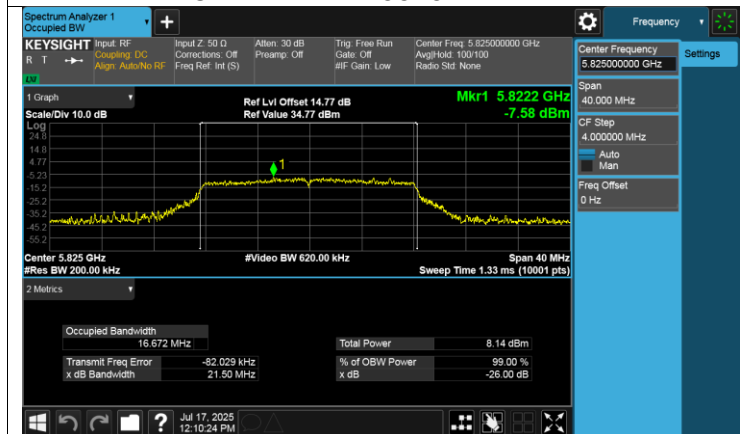 Spectrum Analyzer 1
Occupied BW
Frequency
KEYSIGHT
R T
LNI
Input: RF
Coupling: DC
Align: Auto/No RF
Input Z: 50 Ω
Corrections: Off
Freq Ref: Int (S)
Atten: 30 dB
Preamp: Off
Trig: Free Run
Gate: Off
#IF Gain: Low
Center Freq: 5.825000000 GHz
Avg|Hold: 100/100
Radio Std: None
Center Frequency
5.825000000 GHz
Settings
Span
40.000 MHz
CF Step
4.000000 MHz
Auto
Man
Freq Offset
0 Hz
1 Graph
Scale/Div 10.0 dB
Ref Lvl Offset 14.77 dB
Ref Value 34.77 dBm
Mkr1 5.8222 GHz
-7.58 dBm
Log
24.8
14.8
4.77
-5.23
-15.2
-25.2
-35.2
-45.2
-55.2
1
Center 5.825 GHz
#Video BW 620.00 kHz
Span 40 MHz
#Res BW 200.00 kHz
Sweep Time 1.33 ms (10001 pts)
2 Metrics
Occupied Bandwidth
16.672 MHz
Total Power 8.14 dBm
Transmit Freq Error -82.029 kHz
% of OBW Power 99.00 %
x dB Bandwidth 21.50 MHz
x dB -26.00 dB
?
Jul 17, 2025
12:10:24 PM